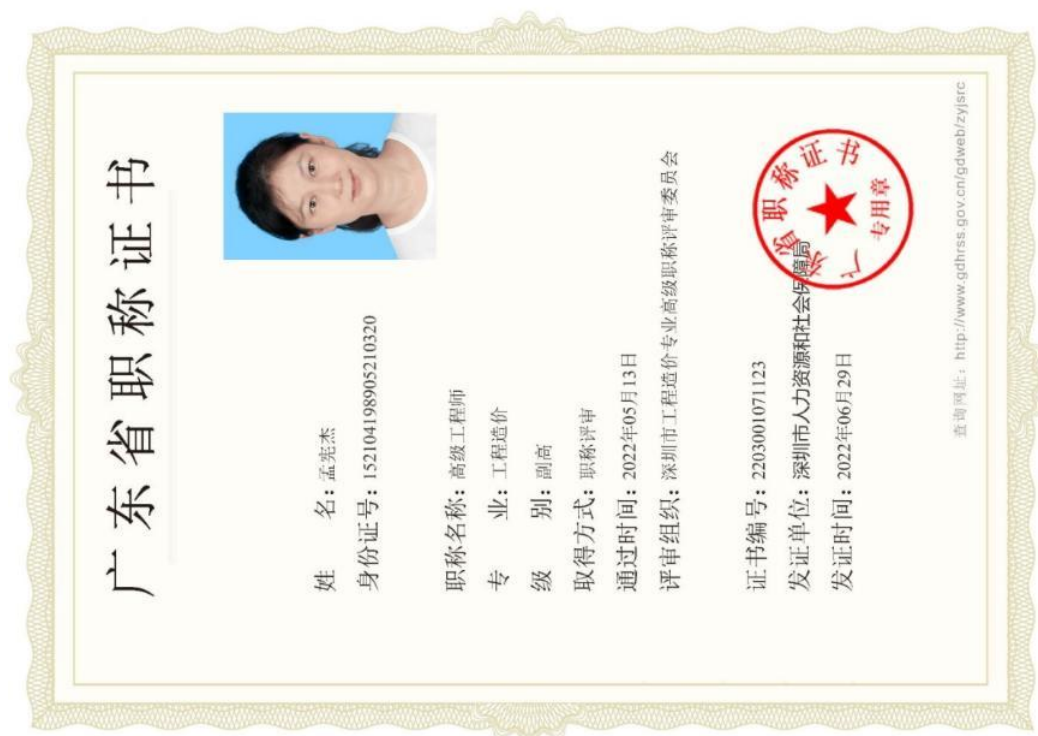 广东省职称证书
姓 名：孟宪杰
身份证号：152104198905210320
职称名称：高级工程师
专 业：工程造价
级 别：副高
取得方式：职称评审
通过时间：2022年05月13日
评审组织：深圳市工程造价专业高级职称评审委员会
证书编号：2203001071123
发证单位：深圳市人力资源和社会保障局
发证时间：2022年06月29日
广东省职称证书
专用章
查询网址：http://www.gdhrss.gov.cn/gdweb/zyjsrc